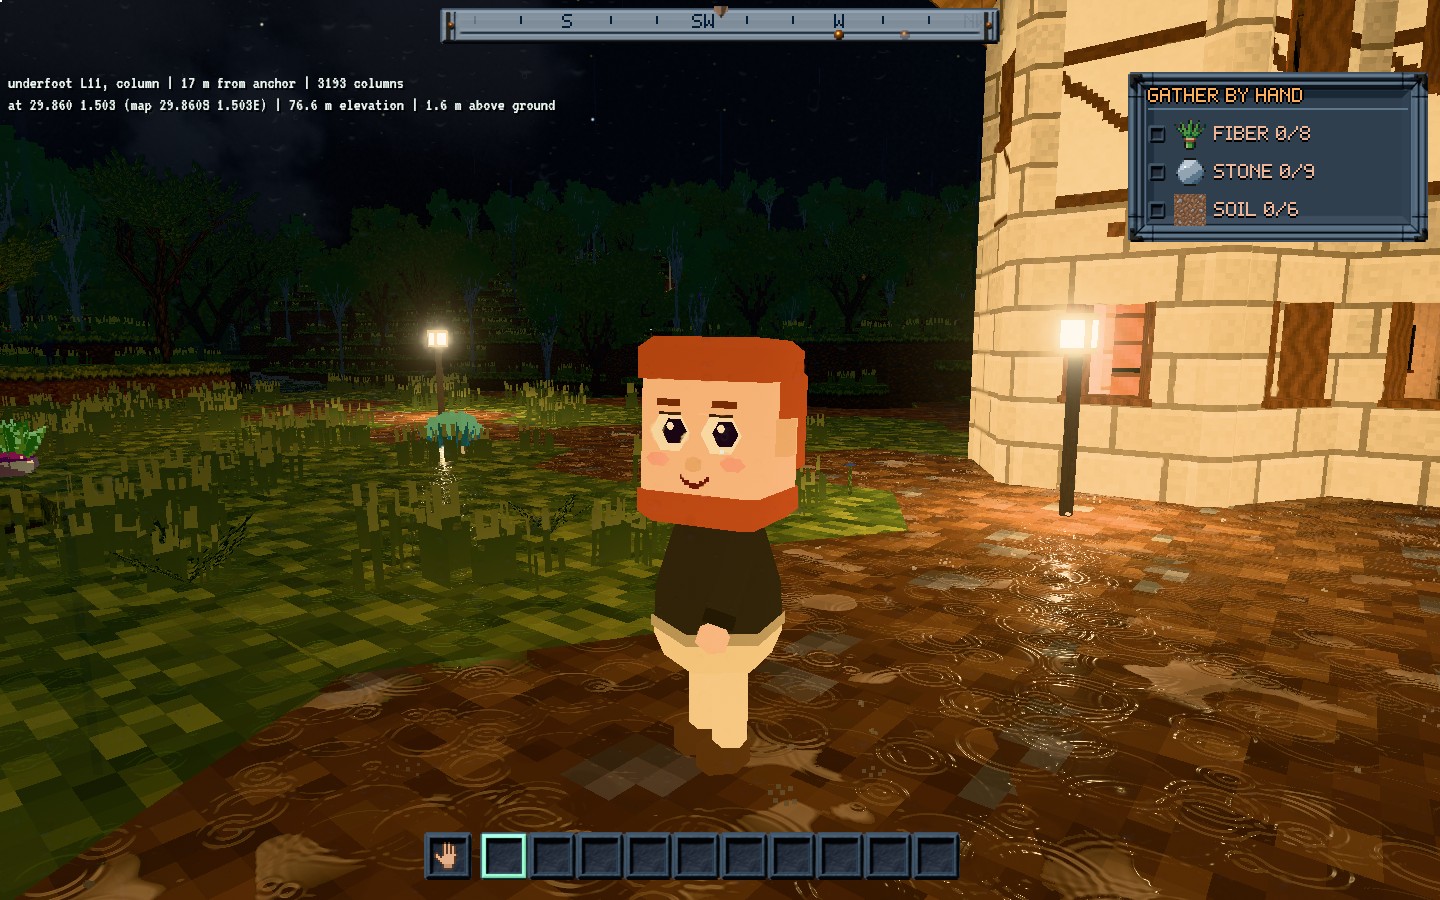 S SW W NW
underfoot L11, column | 17 m from anchor | 3193 columns
at 29.860 1.503 (map 29.860S 1.503E) | 76.6 m elevation | 1.6 m above ground
GATHER BY HAND
FIBER 0/8
STONE 0/9
SOIL 0/6